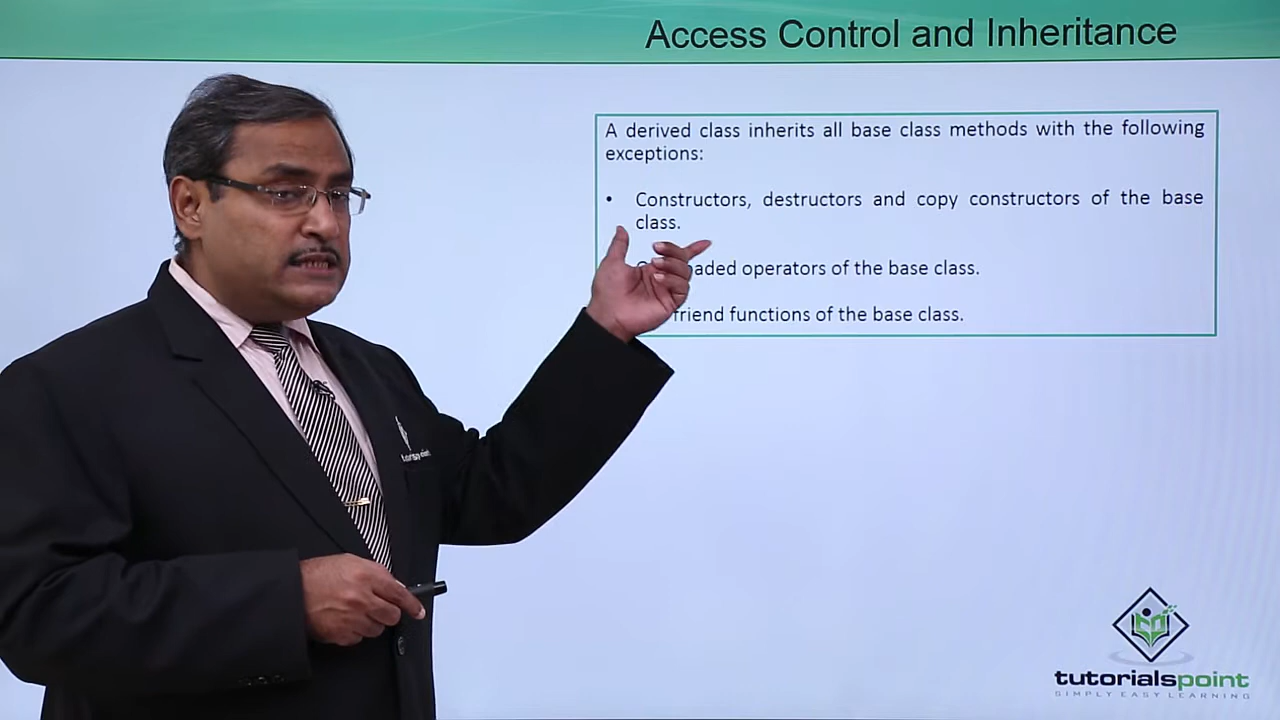 Access Control and Inheritance
A derived class inherits all base class methods with the following
exceptions:
• Constructors, destructors and copy constructors of the base
class.
operators of the base class.
friend functions of the base class.
tutorialspoint
SIMPLY EASY LEARNING